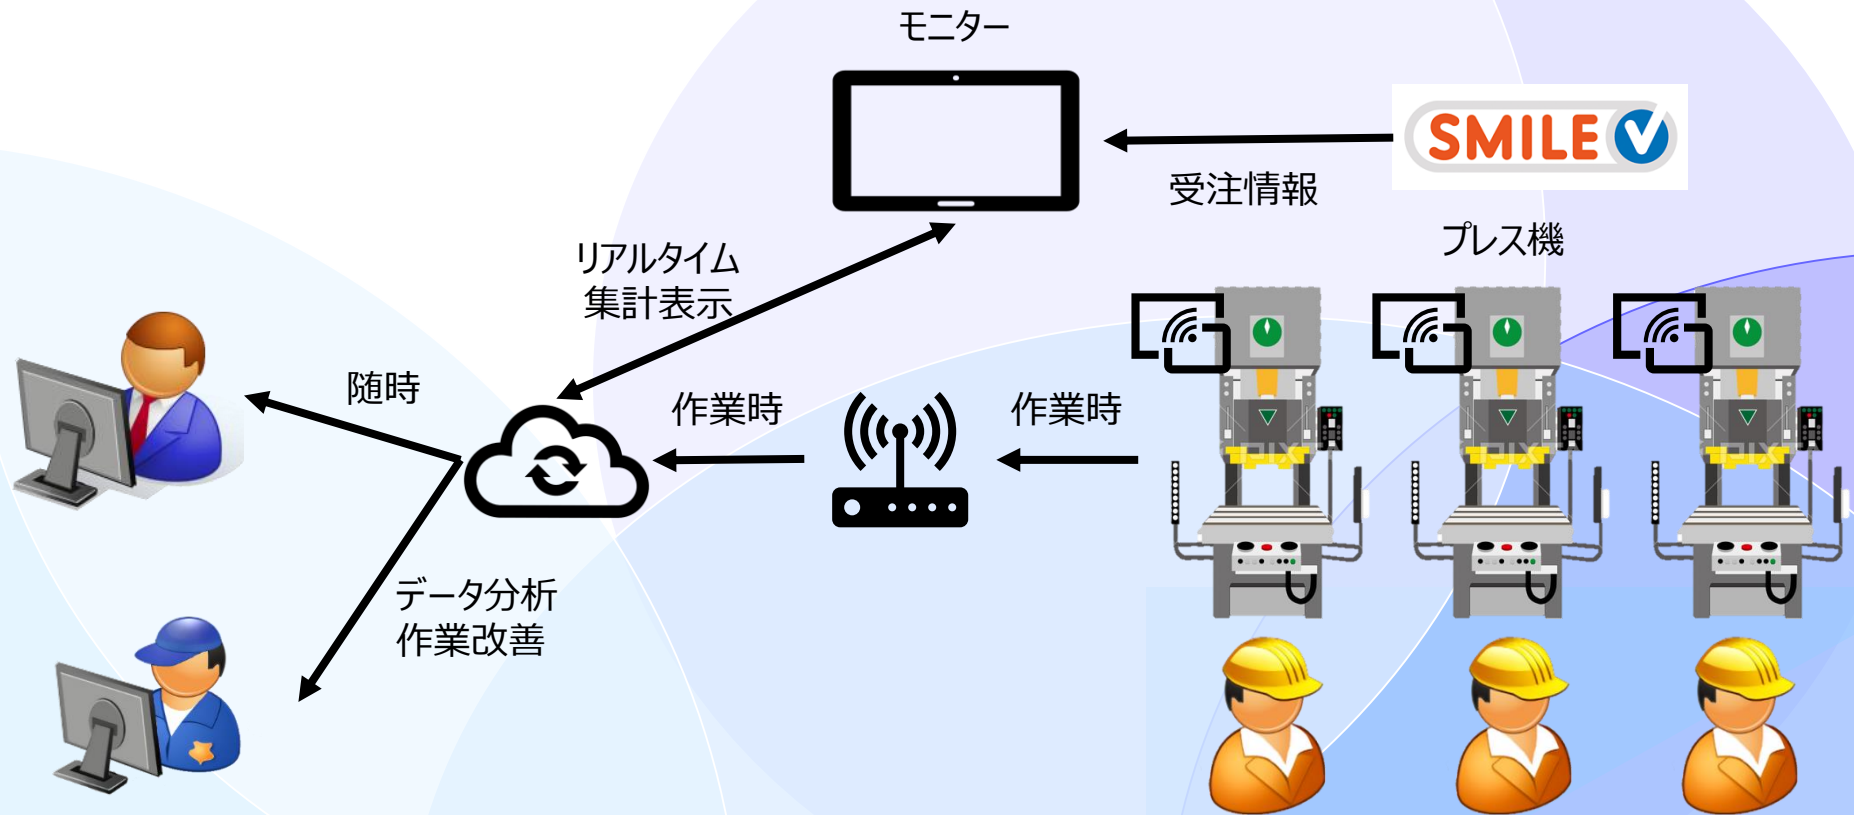 モニター
SMILE V
受注情報
プレス機
リアルタイム
集計表示
随時
作業時
作業時
データ分析
作業改善